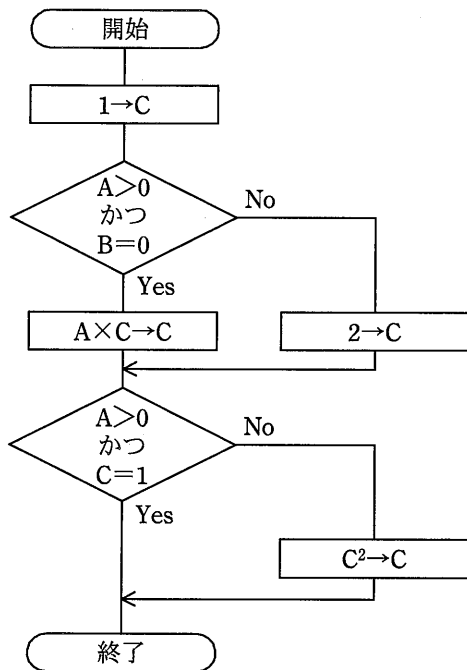 開始
1→C
A>0
かつ
B=0
No
Yes
A×C→C
2→C
A>0
かつ
C=1
No
Yes
C²→C
終了